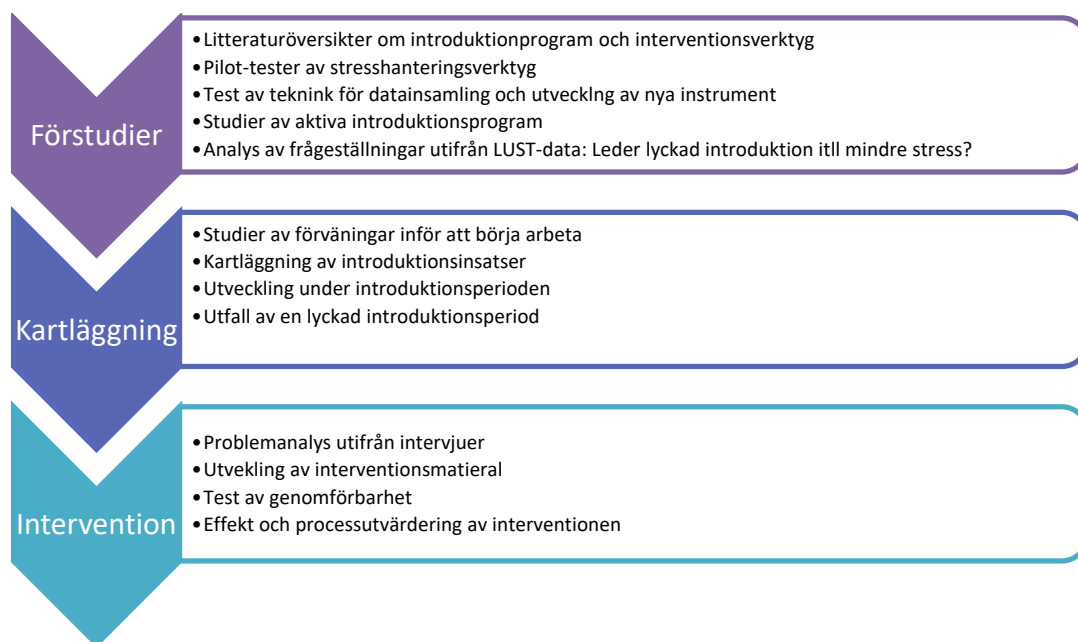 Förstudier
•Litteraturöversikter om introduktionprogram och interventionsverktyg
•Pilot-tester av stresshanteringsverktyg
•Test av teknink för datainsamling och utvecklng av nya instrument
•Studier av aktiva introduktionsprogram
•Analys av frågeställningar utifrån LUST-data: Leder lyckad introduktion itll mindre stress?
Kartläggning
•Studier av förväningar inför att börja arbeta
•Kartläggning av introduktionsinsatser
•Utveckling under introduktionsperioden
•Utfall av en lyckad introduktionsperiod
Intervention
•Problemanalys utifrån intervjuer
•Utvekling av interventionsmatieral
•Test av genomförbarhet
•Effekt och processutvärdering av interventionen